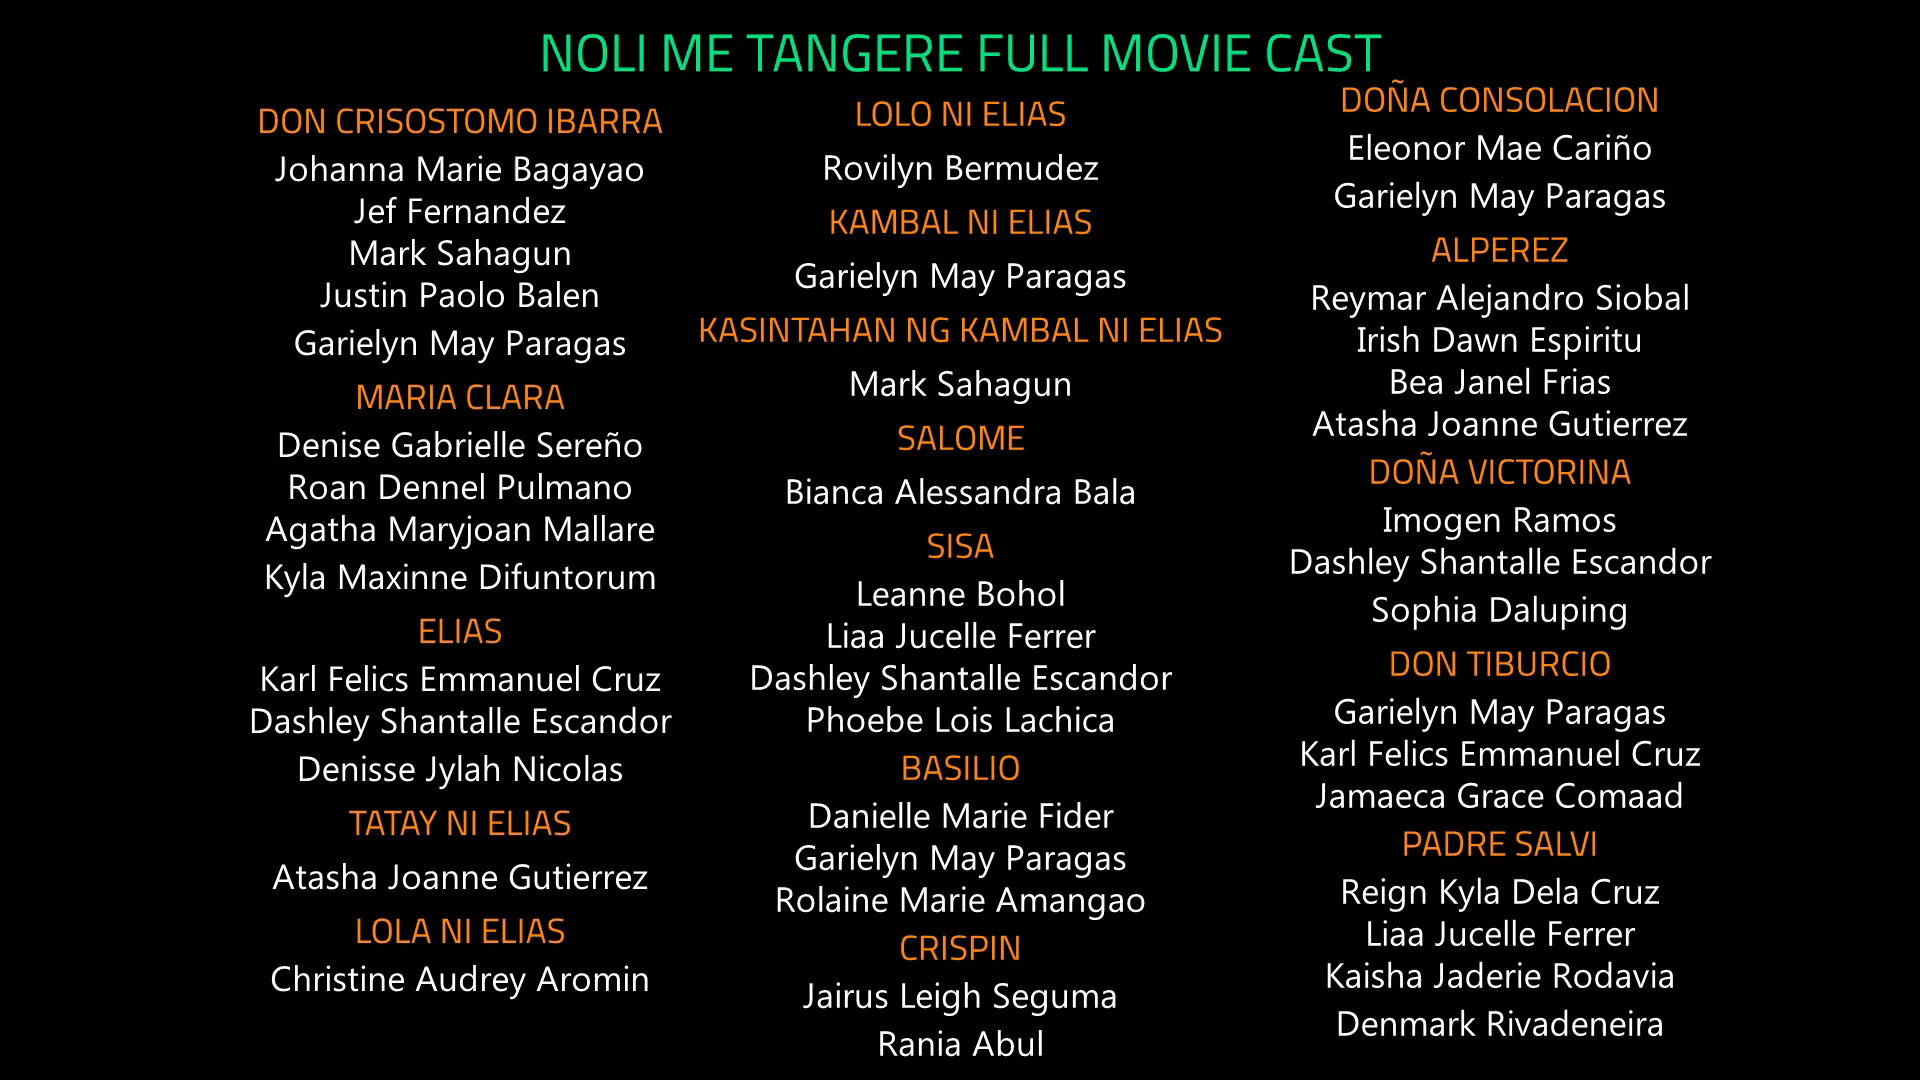 NOLI ME TANGERE FULL MOVIE CAST
DON CRISOSTOMO IBARRA
Johanna Marie Bagayao
Jef Fernandez
Mark Sahagun
Justin Paolo Balen
Garielyn May Paragas
MARIA CLARA
Denise Gabrielle Sereño
Roan Dennel Pulmano
Agatha Maryjoan Mallare
Kyla Maxinne Difuntorum
ELIAS
Karl Felics Emmanuel Cruz
Dashley Shantalle Escandor
Denisse Jylah Nicolas
TATAY NI ELIAS
Atasha Joanne Gutierrez
LOLA NI ELIAS
Christine Audrey Aromin
LOLO NI ELIAS
Rovilyn Bermudez
KAMBAL NI ELIAS
Garielyn May Paragas
KASINTAHAN NG KAMBAL NI ELIAS
Mark Sahagun
SALOME
Bianca Alessandra Bala
SISA
Leanne Bohol
Liaa Jucelle Ferrer
Dashley Shantalle Escandor
Phoebe Lois Lachica
BASILIO
Danielle Marie Fider
Garielyn May Paragas
Rolaine Marie Amangao
CRISPIN
Jairus Leigh Seguma
Rania Abul
DOÑA CONSOLACION
Eleonor Mae Cariño
Garielyn May Paragas
ALPEREZ
Reymar Alejandro Siobal
Irish Dawn Espiritu
Bea Janel Frias
Atasha Joanne Gutierrez
DOÑA VICTORINA
Imogen Ramos
Dashley Shantalle Escandor
Sophia Daluping
DON TIBURCIO
Garielyn May Paragas
Karl Felics Emmanuel Cruz
Jamaeca Grace Comaad
PADRE SALVI
Reign Kyla Dela Cruz
Liaa Jucelle Ferrer
Kaisha Jaderie Rodavia
Denmark Rivadeneira